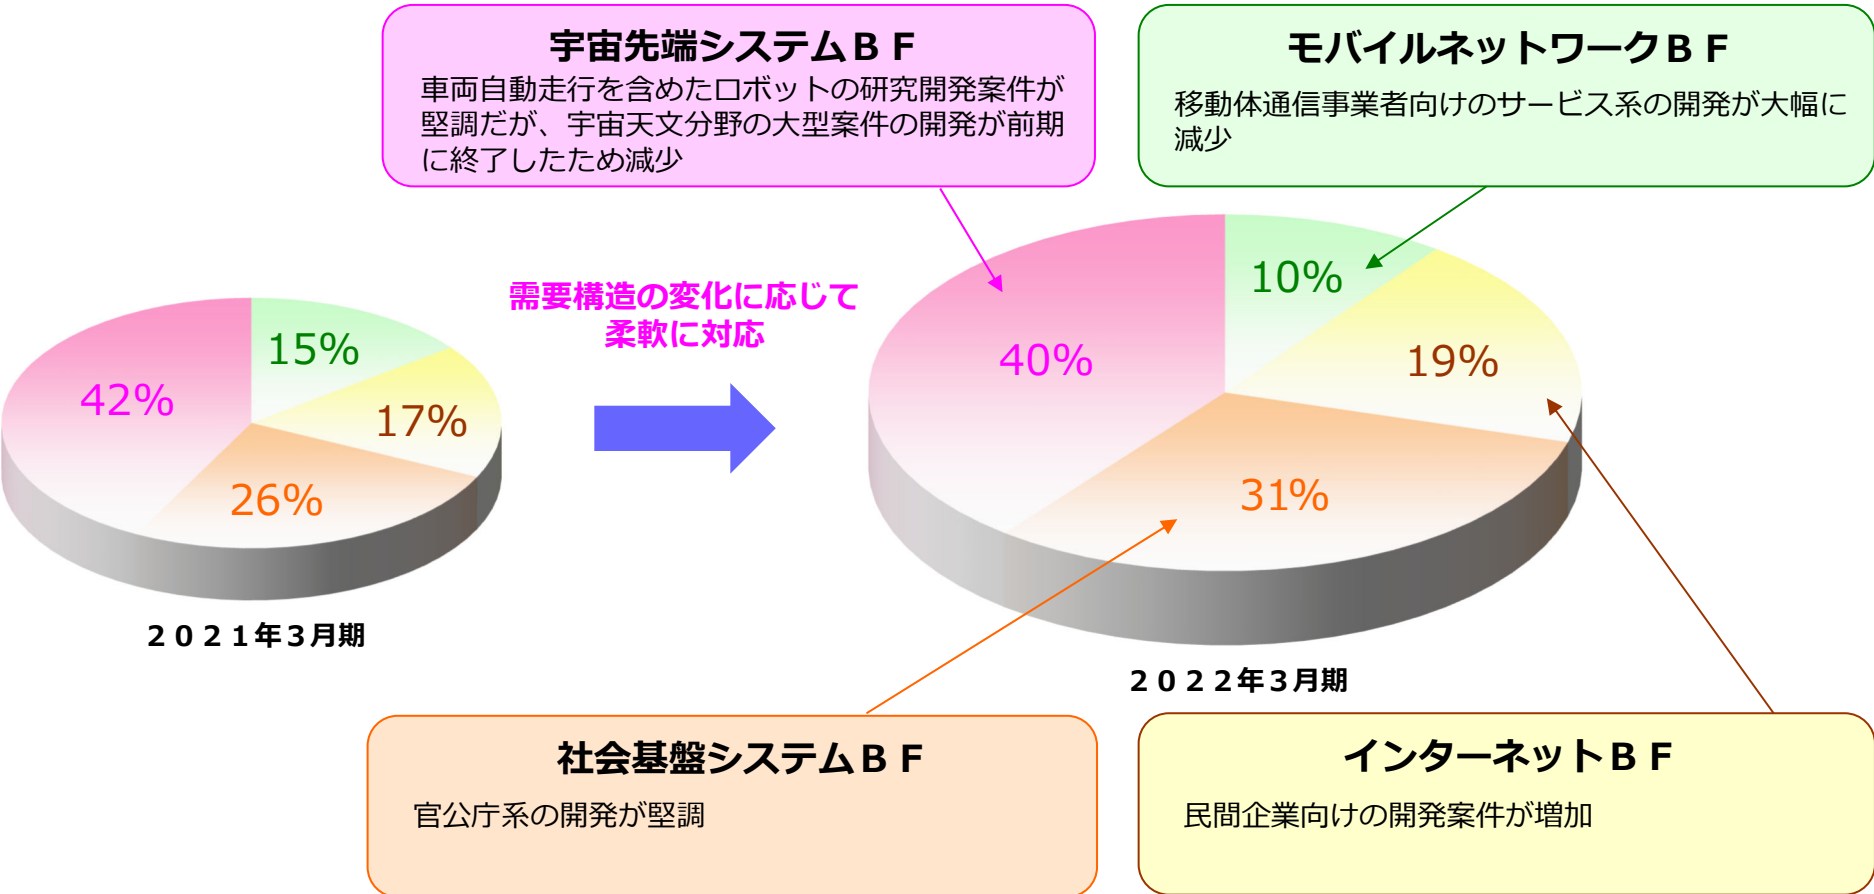 宇宙先端システムＢＦ
車両自動走行を含めたロボットの研究開発案件が
堅調だが、宇宙天文分野の大型案件の開発が前期
に終了したため減少
モバイルネットワークＢＦ
移動体通信事業者向けのサービス系の開発が大幅に
減少
需要構造の変化に応じて
柔軟に対応
15%
42%
17%
26%
２０２１年３月期
10%
40%
19%
31%
２０２２年３月期
社会基盤システムＢＦ
官公庁系の開発が堅調
インターネットＢＦ
民間企業向けの開発案件が増加